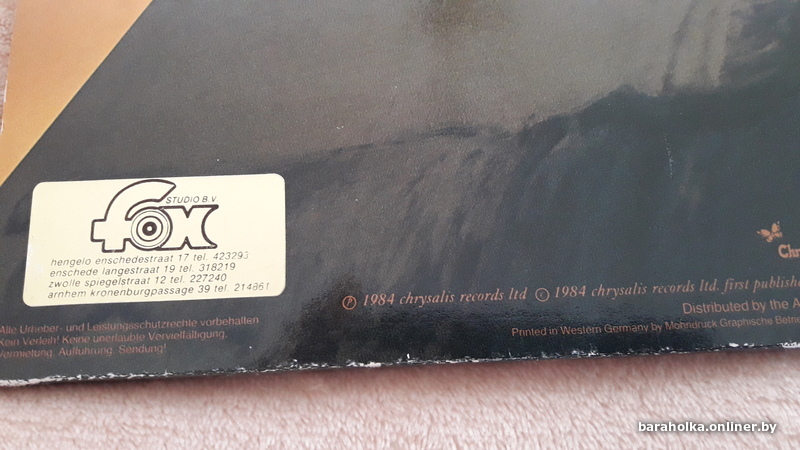 STUDIO B.V.
fox
hengelo enschedestraat 17 tel. 423293
enschede langestraat 19 tel. 318219
zwolle spiegelstraat 12 tel. 227240
arnhem kronenburgpassage 39 tel. 214861
Chr
℗ 1984 chrysalis records ltd © 1984 chrysalis records ltd. first publishe
Distributed by the A
Printed in Western Germany by Mohndruck Graphische Betri
Alle Urheber- und Leistungsschutzrechte vorbehalten
Kein Verleih! Keine unerlaubte Vervielfältigung,
Vermietung, Aufführung, Sendung!
baraholka.onliner.by